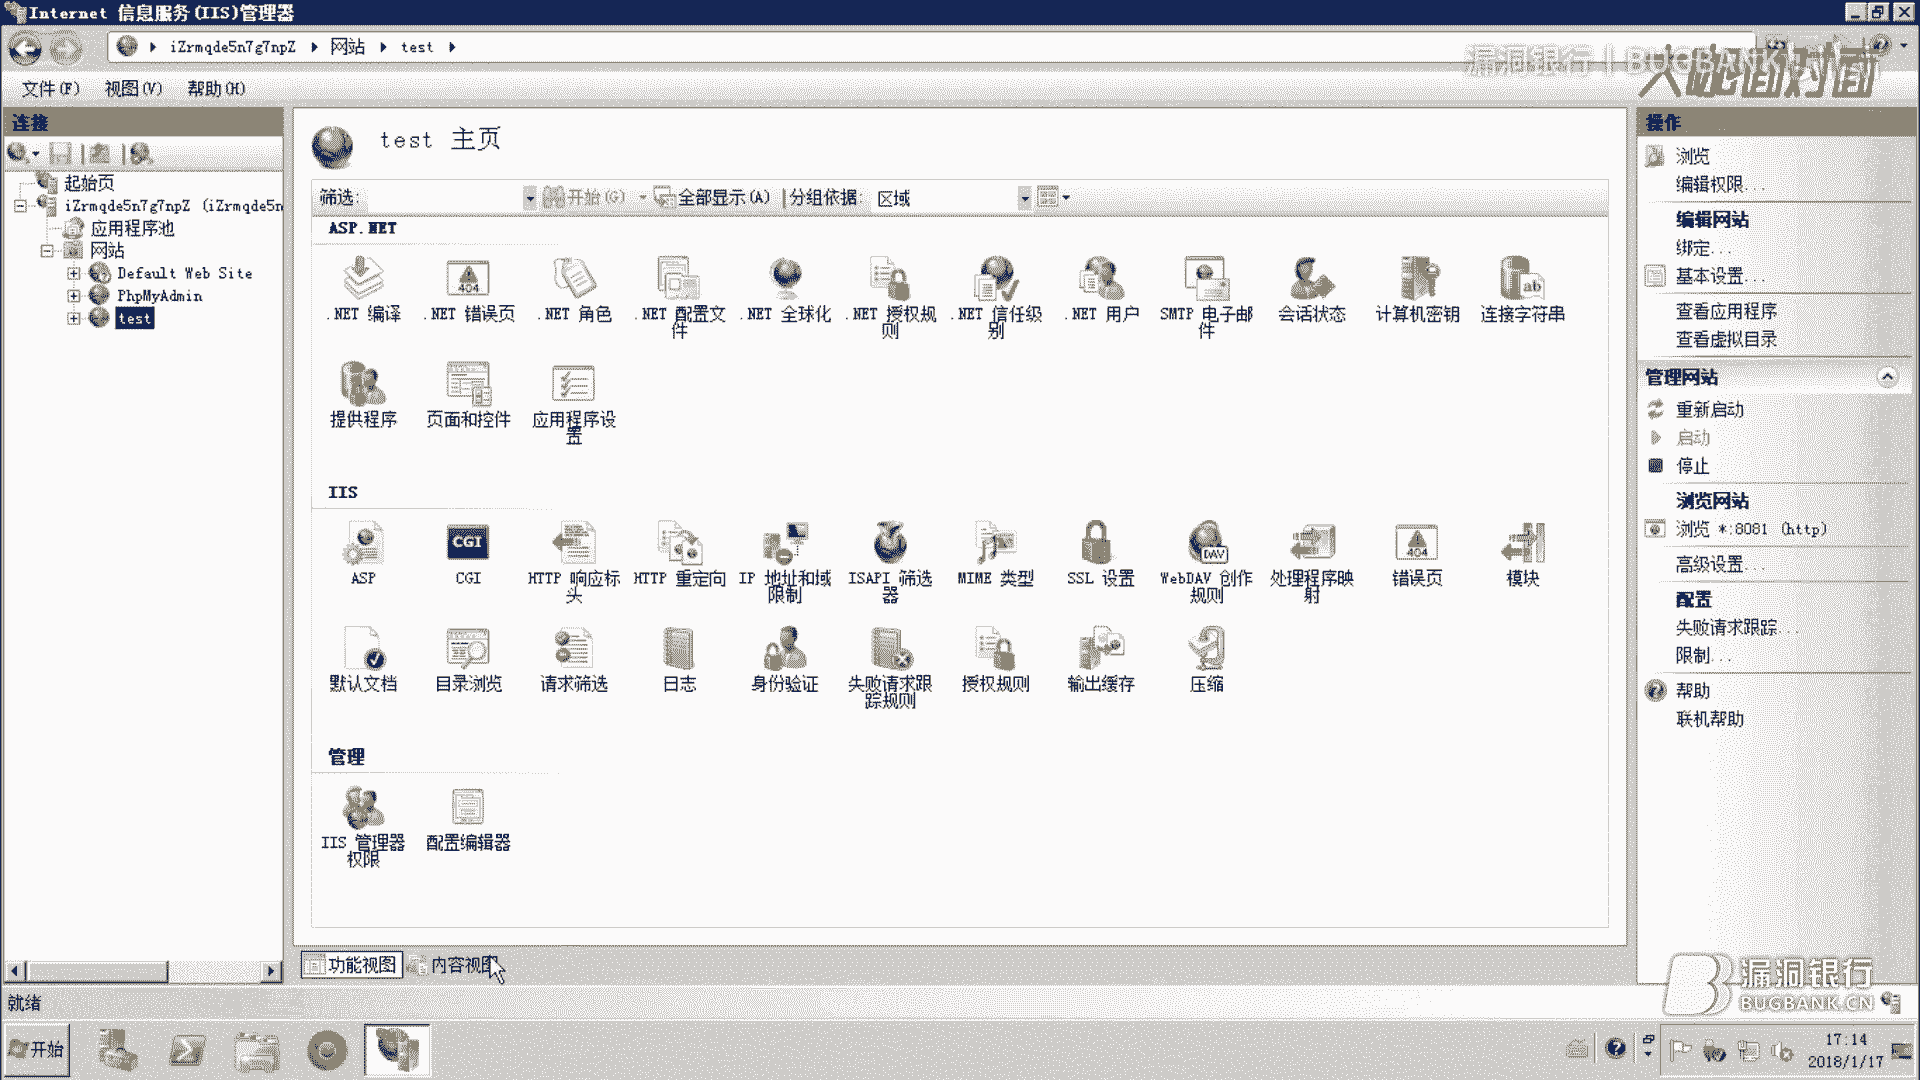 Internet 信息服务(IIS)管理器
iZrmqde5n7g7npZ
网站
test
漏洞银行 | BUGBANK
大咖面对面
文件(F)
视图(V)
帮助(H)
连接
起始页
iZrmqde5n7g7npZ (iZrmqde5n
应用程序池
网站
Default Web Site
PhpMyAdmin
test
test 主页
筛选:
开始(G)
全部显示(A)
分组依据:
区域
ASP.NET
.NET 编译
.NET 错误页
.NET 角色
.NET 配置文
件
.NET 全球化
.NET 授权规
则
.NET 信任级
别
.NET 用户
SMTP 电子邮
件
会话状态
计算机密钥
连接字符串
提供程序
页面和控件
应用程序设
置
IIS
ASP
CGI
HTTP 响应标
头
HTTP 重定向
IP 地址和域
限制
ISAPI 筛选
器
MIME 类型
SSL 设置
WebDAV 创作
规则
处理程序映
射
错误页
模块
默认文档
目录浏览
请求筛选
日志
身份验证
失败请求跟
踪规则
授权规则
输出缓存
压缩
管理
IIS 管理器
权限
配置编辑器
功能视图
内容视图
操作
浏览
编辑权限...
编辑网站
绑定...
基本设置...
查看应用程序
查看虚拟目录
管理网站
重新启动
启动
停止
浏览网站
浏览 *:8081 (http)
高级设置...
配置
失败请求跟踪...
限制...
帮助
联机帮助
漏洞银行
BUGBANK.CN
就绪
开始
17:14
2018/1/17